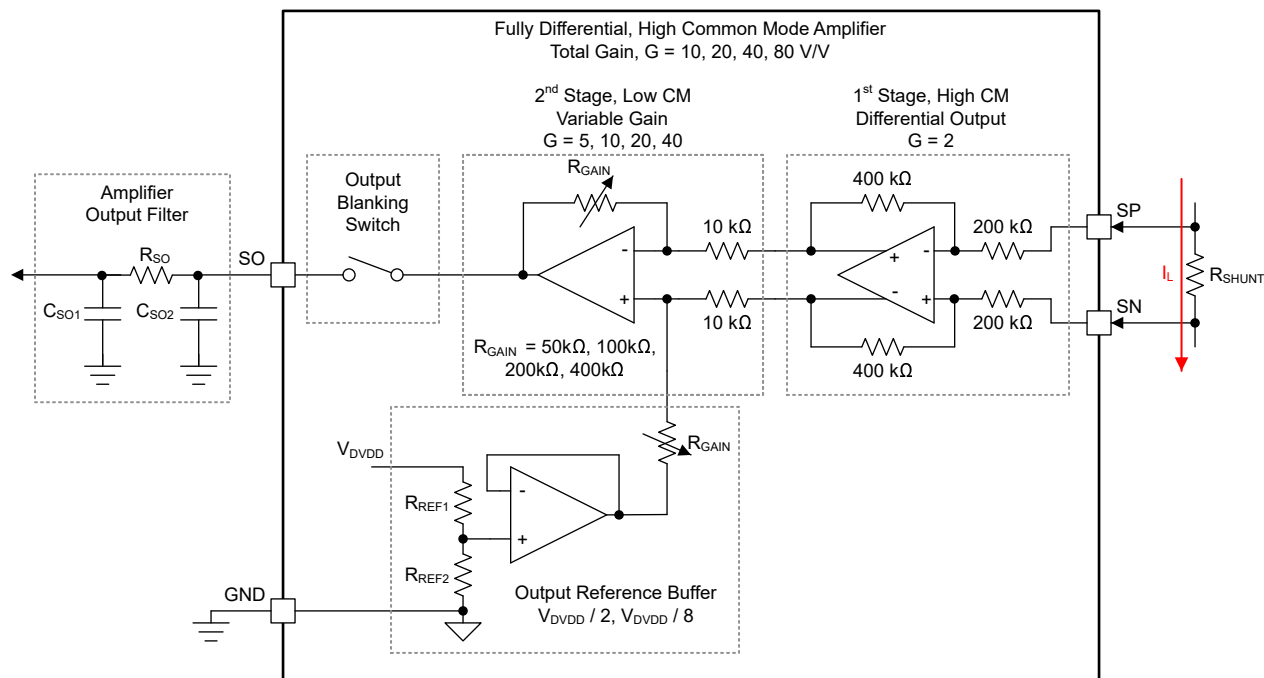 Fully Differential, High Common Mode Amplifier
Total Gain, G = 10, 20, 40, 80 V/V
2nd Stage, Low CM
Variable Gain
G = 5, 10, 20, 40
1st Stage, High CM
Differential Output
G = 2
Amplifier
Output Filter
Output
Blanking
Switch
RGAIN
400 kΩ
SP
10 kΩ
200 kΩ
RSO
SO
-
+
-
RSHUNT
IL
CSO1
CSO2
+
-
+
SN
10 kΩ
200 kΩ
RGAIN = 50kΩ, 100kΩ,
200kΩ, 400kΩ
400 kΩ
VDVDD
RGAIN
RREF1
-
+
RREF2
GND
Output Reference Buffer
VDVDD / 2, VDVDD / 8